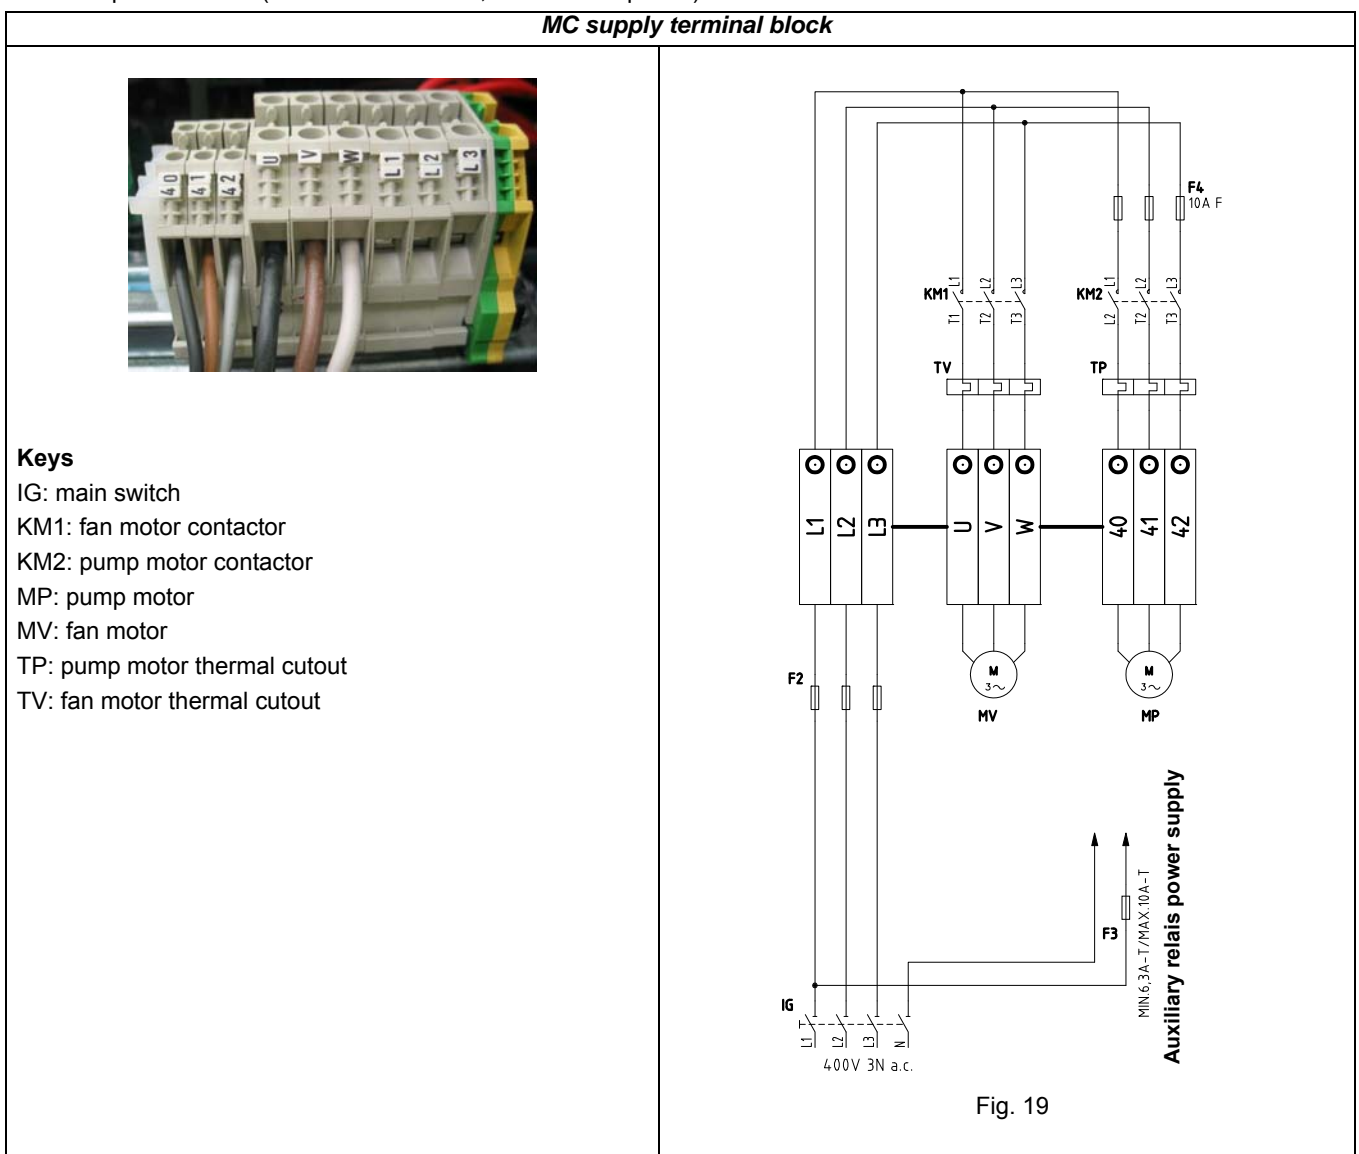 MC supply terminal block
40 41 42 U V W L1 L2 L3
Keys
IG: main switch
KM1: fan motor contactor
KM2: pump motor contactor
MP: pump motor
MV: fan motor
TP: pump motor thermal cutout
TV: fan motor thermal cutout
F4
10A F
KM1 L1 L2 L3
T1 T2 T3
KM2 L1 L2 L3
L2 T2 T3
TV
TP
L1 L2 L3 U V W 40 41 42
F2
M
3~
MV
M
3~
MP
F3
MIN.6,3A-T/MAX.10A-T
Auxiliary relais power supply
IG
L1 L2 L3 N
400V 3N a.c.
Fig. 19